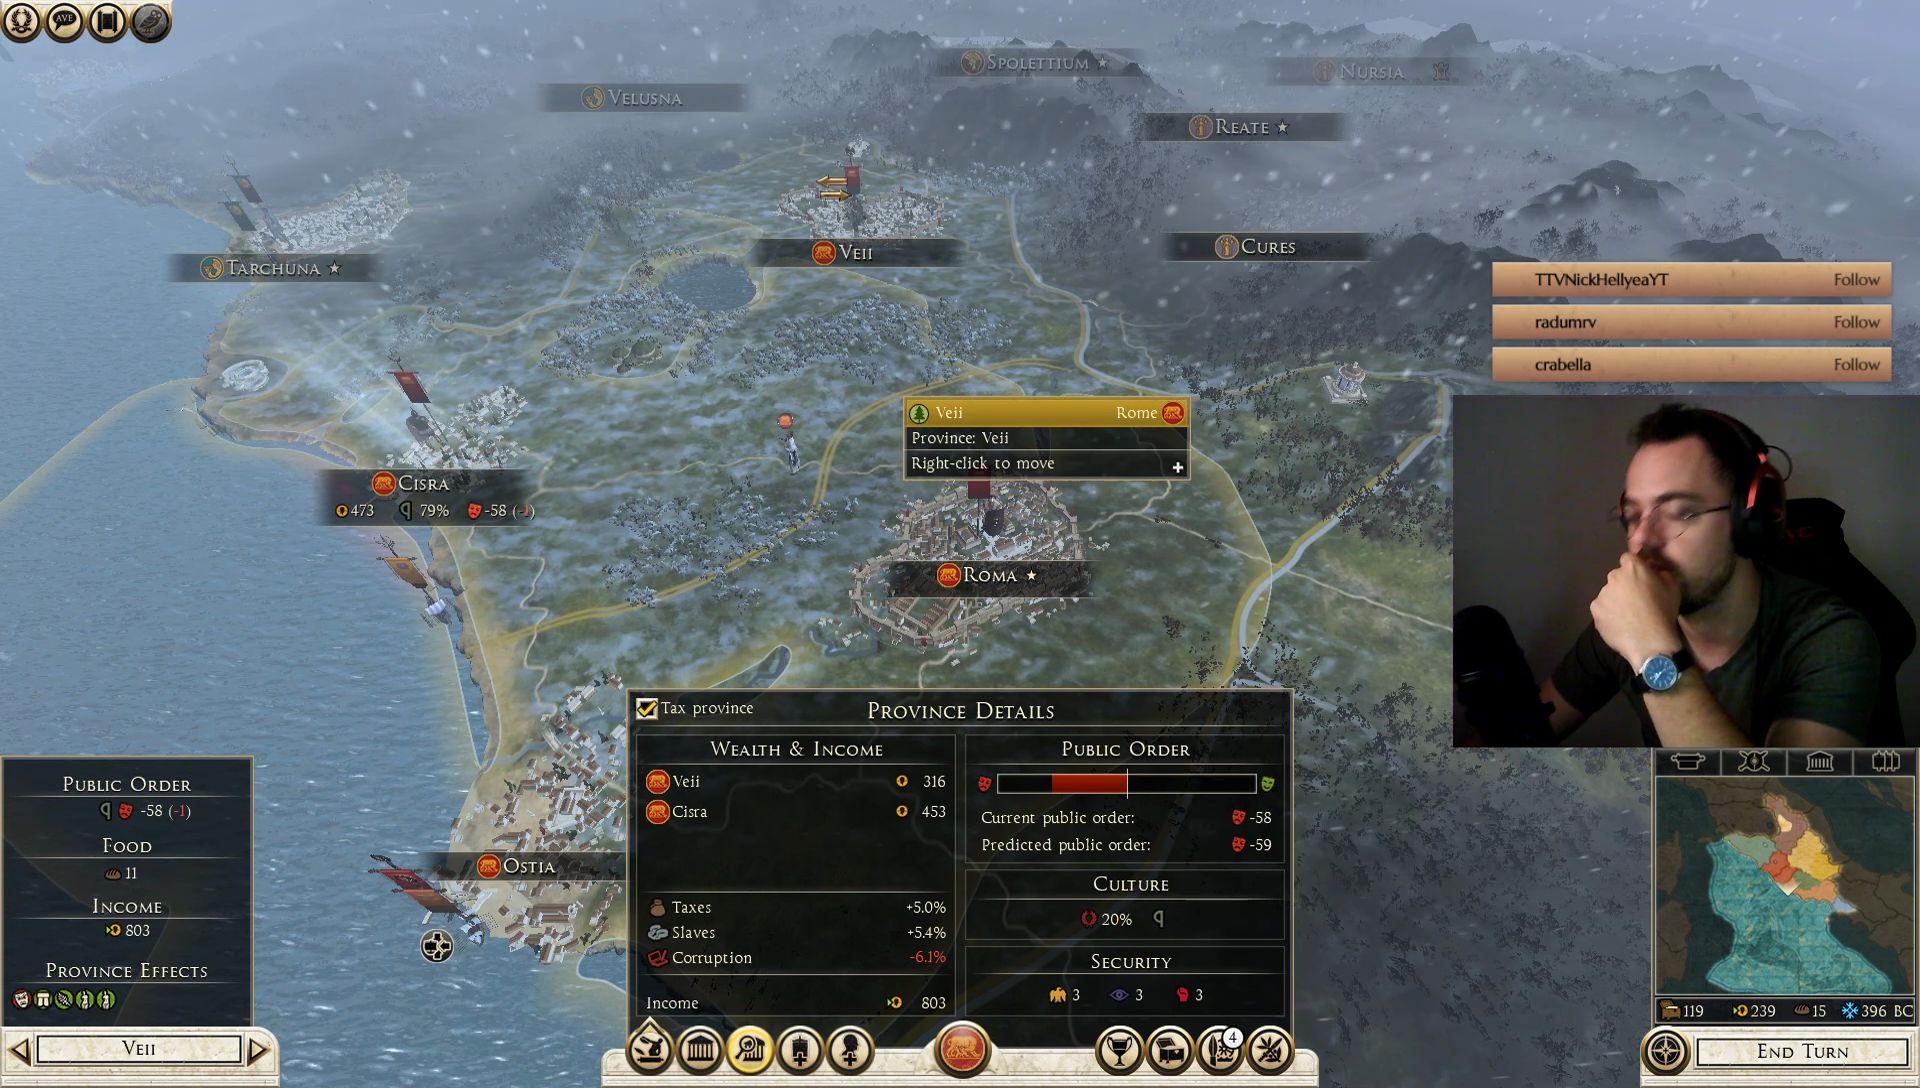 AVE
Spolettium
Nursia
Velusna
Reate
Veii
Cures
Tarchuna
TTVNickHellyeaYT Follow
radumrv Follow
crabella Follow
Veii Rome
Province: Veii
Right-click to move
Cisra
473 79% -58 (-1)
Roma
Ostia
Tax province
Province Details
Wealth & Income
Veii 316
Cisra 453
Taxes +5.0%
Slaves +5.4%
Corruption -6.1%
Income 803
Public Order
Current public order: -58
Predicted public order: -59
Culture
20%
Security
3 3 3
Public Order
-58 (-1)
Food
11
Income
803
Province Effects
Veii
4
119 239 15 396 BC
End Turn